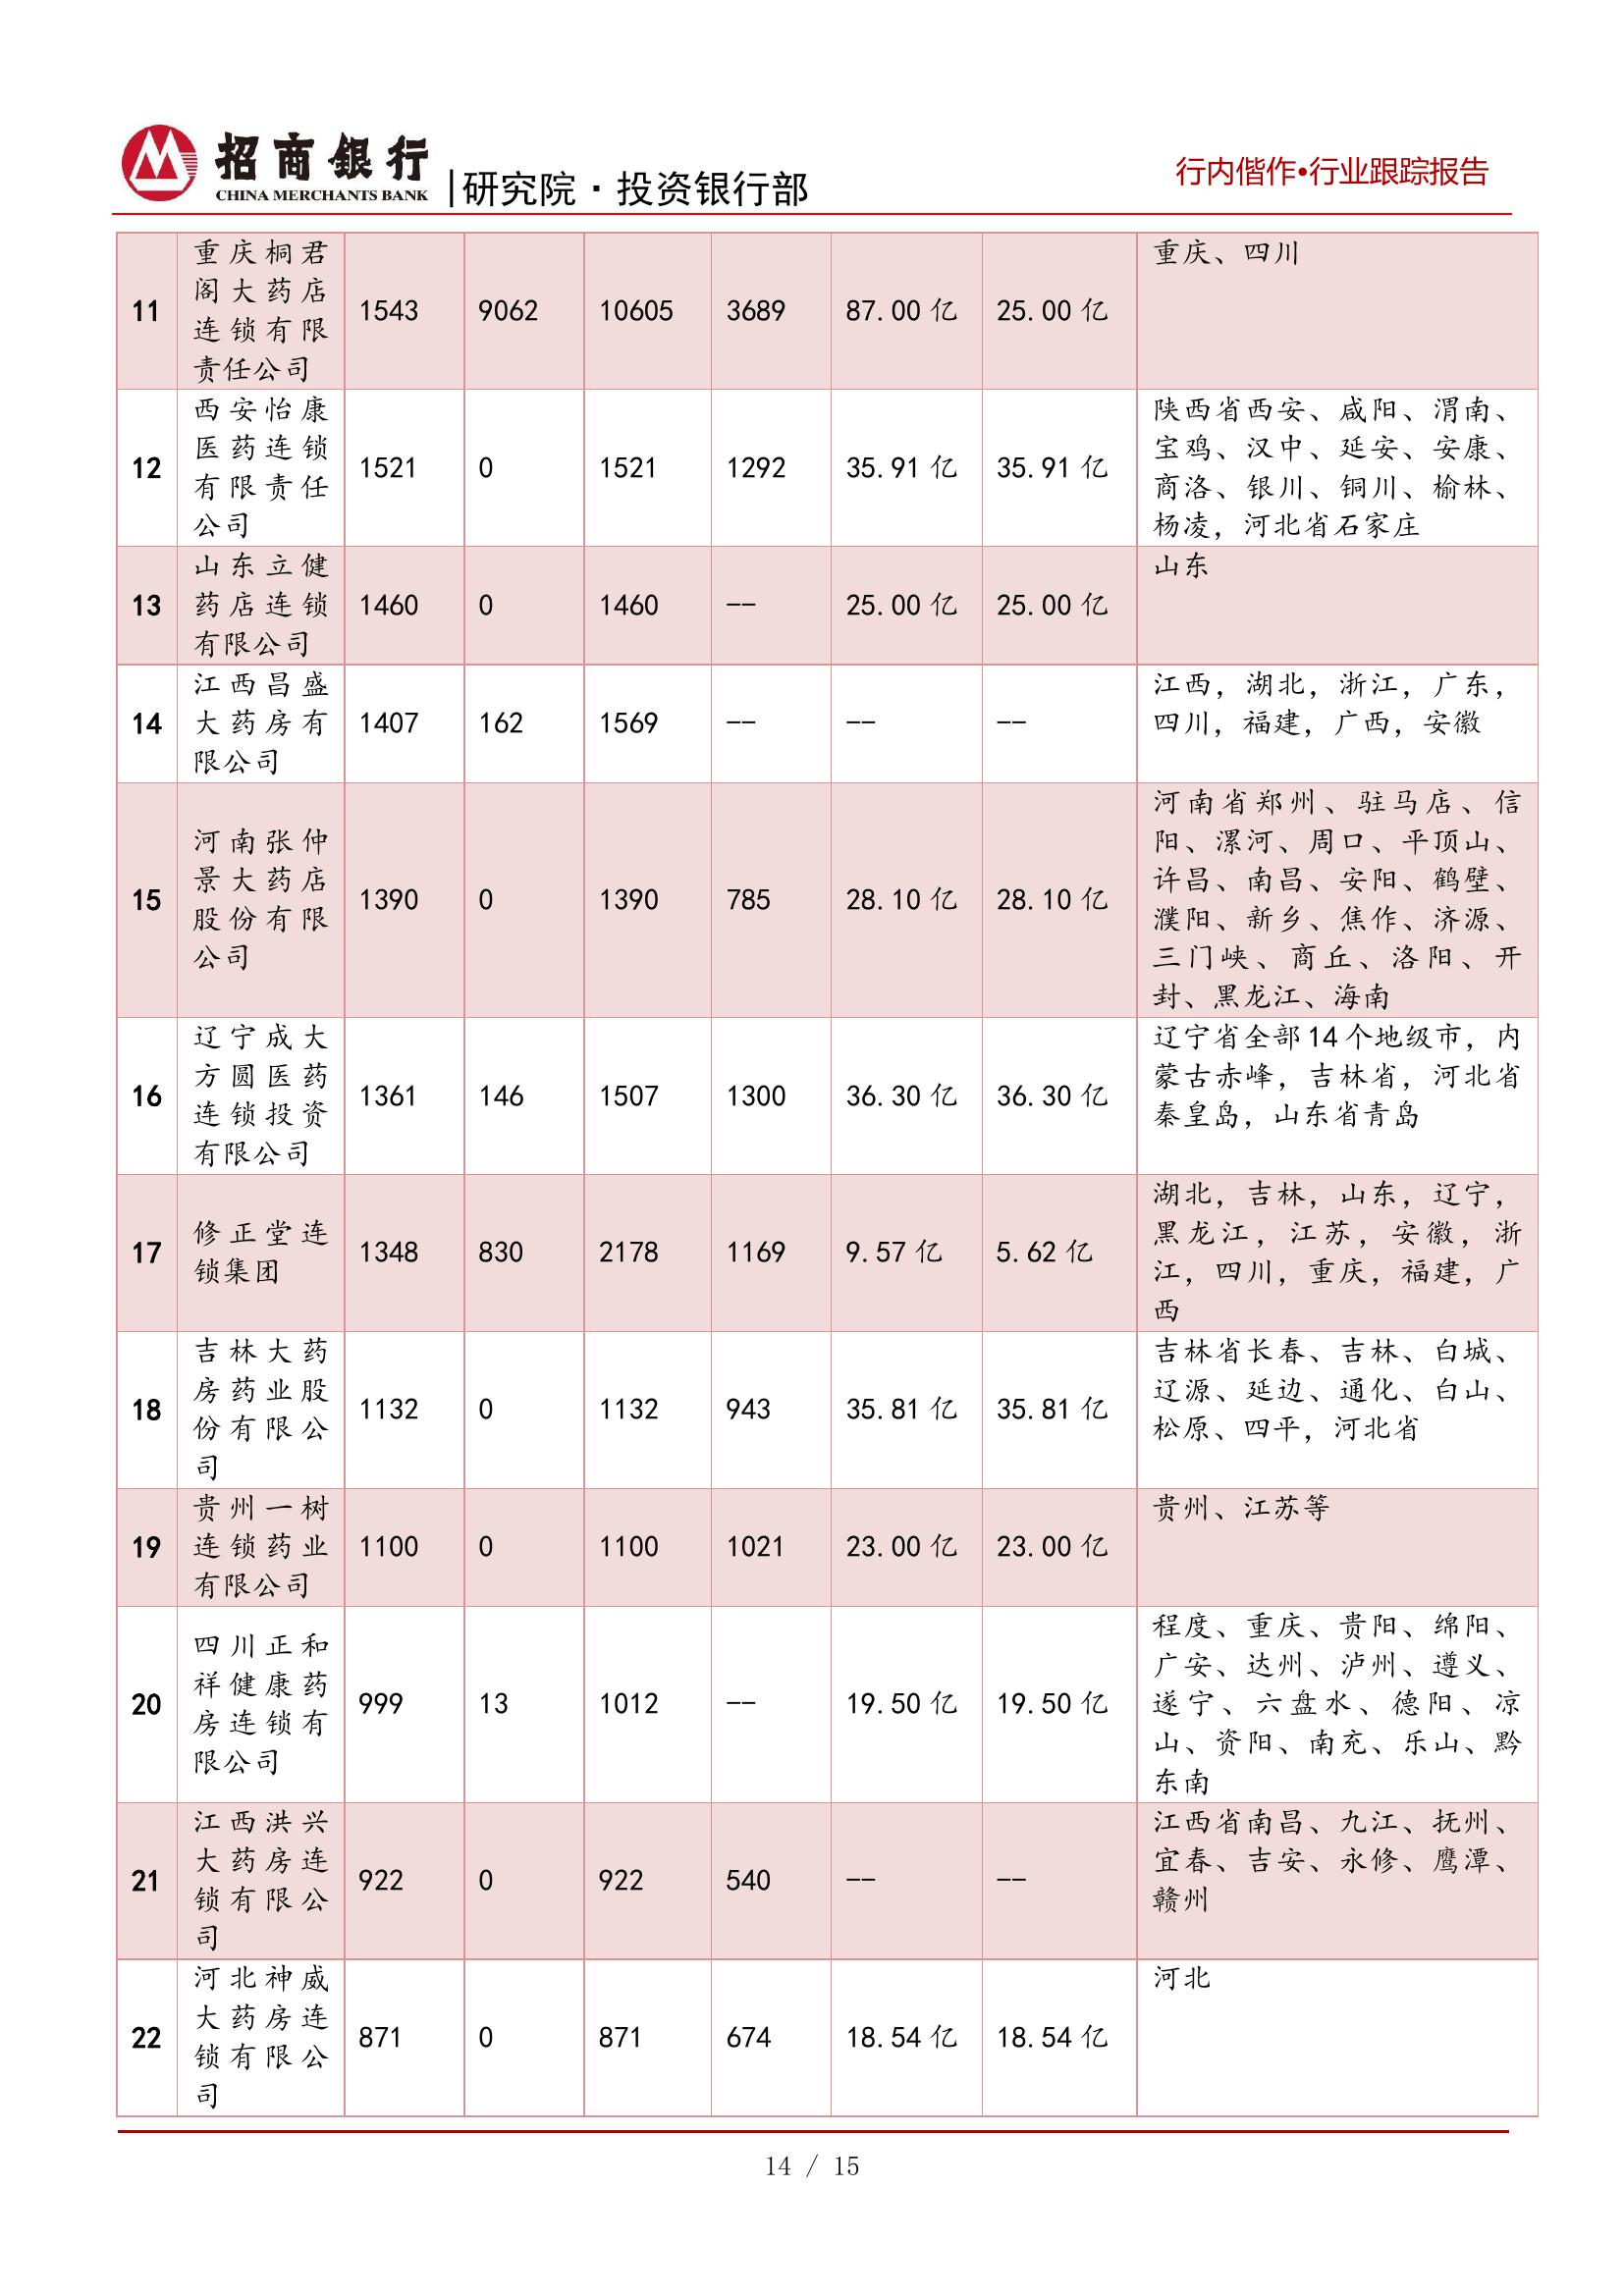 招商银行
CHINA MERCHANTS BANK
|研究院·投资银行部
行内偕作•行业跟踪报告
11
重庆桐君
阁大药店
连锁有限
责任公司
1543
9062
10605
3689
87.00 亿
25.00 亿
重庆、四川
12
西安怡康
医药连锁
有限责任
公司
1521
0
1521
1292
35.91 亿
35.91 亿
陕西省西安、咸阳、渭南、
宝鸡、汉中、延安、安康、
商洛、银川、铜川、榆林、
杨凌，河北省石家庄
13
山东立健
药店连锁
有限公司
1460
0
1460
--
25.00 亿
25.00 亿
山东
14
江西昌盛
大药房有
限公司
1407
162
1569
--
--
--
江西，湖北，浙江，广东，
四川，福建，广西，安徽
15
河南张仲
景大药店
股份有限
公司
1390
0
1390
785
28.10 亿
28.10 亿
河南省郑州、驻马店、信
阳、漯河、周口、平顶山、
许昌、南昌、安阳、鹤壁、
濮阳、新乡、焦作、济源、
三门峡、商丘、洛阳、开
封、黑龙江、海南
16
辽宁成大
方圆医药
连锁投资
有限公司
1361
146
1507
1300
36.30 亿
36.30 亿
辽宁省全部14个地级市，内
蒙古赤峰，吉林省，河北省
秦皇岛，山东省青岛
17
修正堂连
锁集团
1348
830
2178
1169
9.57 亿
5.62 亿
湖北，吉林，山东，辽宁，
黑龙江，江苏，安徽，浙
江，四川，重庆，福建，广
西
18
吉林大药
房药业股
份有限公
司
1132
0
1132
943
35.81 亿
35.81 亿
吉林省长春、吉林、白城、
辽源、延边、通化、白山、
松原、四平，河北省
19
贵州一树
连锁药业
有限公司
1100
0
1100
1021
23.00 亿
23.00 亿
贵州、江苏等
20
四川正和
祥健康药
房连锁有
限公司
999
13
1012
--
19.50 亿
19.50 亿
程度、重庆、贵阳、绵阳、
广安、达州、泸州、遵义、
遂宁、六盘水、德阳、凉
山、资阳、南充、乐山、黔
东南
21
江西洪兴
大药房连
锁有限公
司
922
0
922
540
--
--
江西省南昌、九江、抚州、
宜春、吉安、永修、鹰潭、
赣州
22
河北神威
大药房连
锁有限公
司
871
0
871
674
18.54 亿
18.54 亿
河北
14 / 15